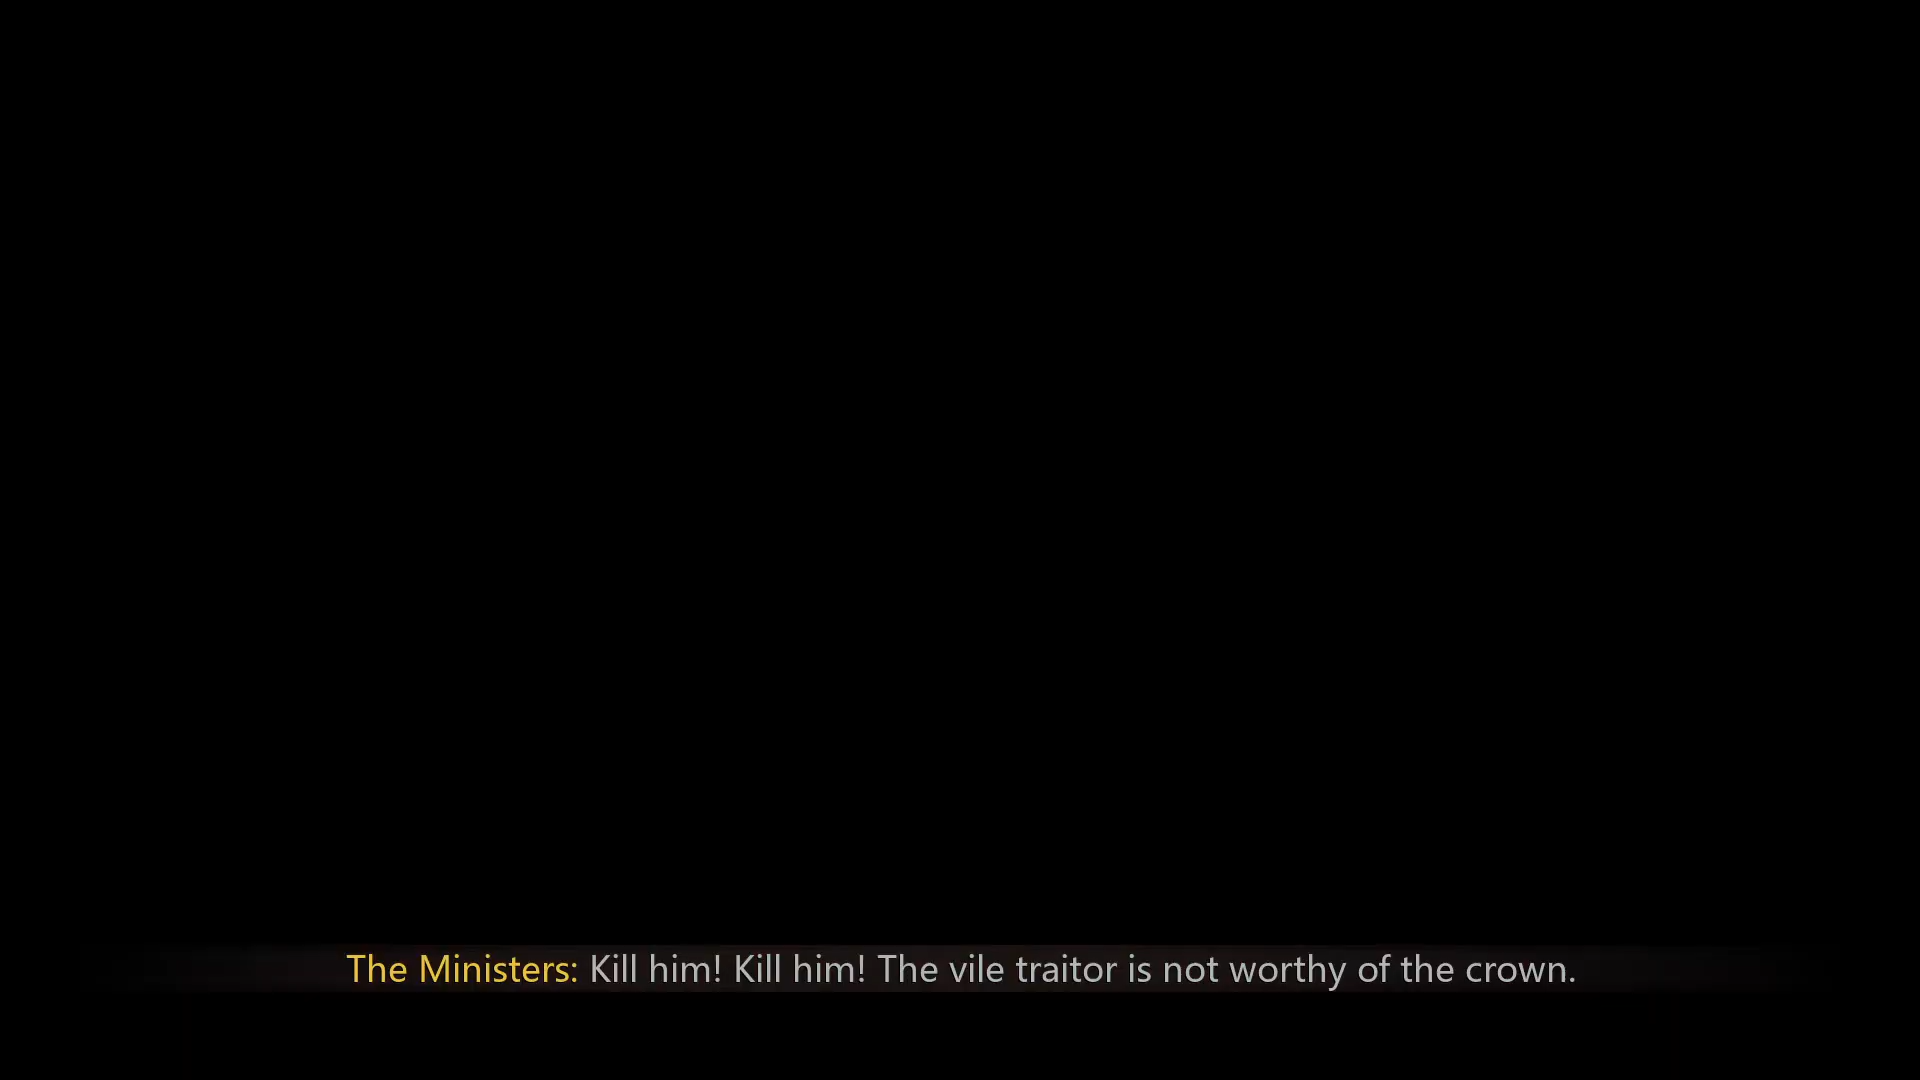 The Ministers: Kill him! Kill him! The vile traitor is not worthy of the crown.